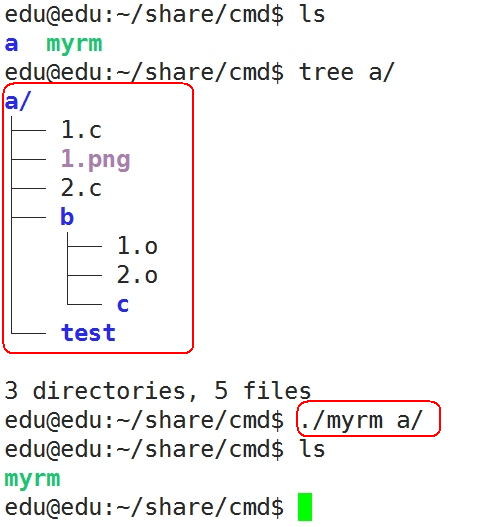 edu@edu:~/share/cmd$ ls
a  myrm
edu@edu:~/share/cmd$ tree a/
a/
├── 1.c
├── 1.png
├── 2.c
├── b
│   ├── 1.o
│   ├── 2.o
│   └── c
└── test
3 directories, 5 files
edu@edu:~/share/cmd$ ./myrm a/
edu@edu:~/share/cmd$ ls
myrm
edu@edu:~/share/cmd$